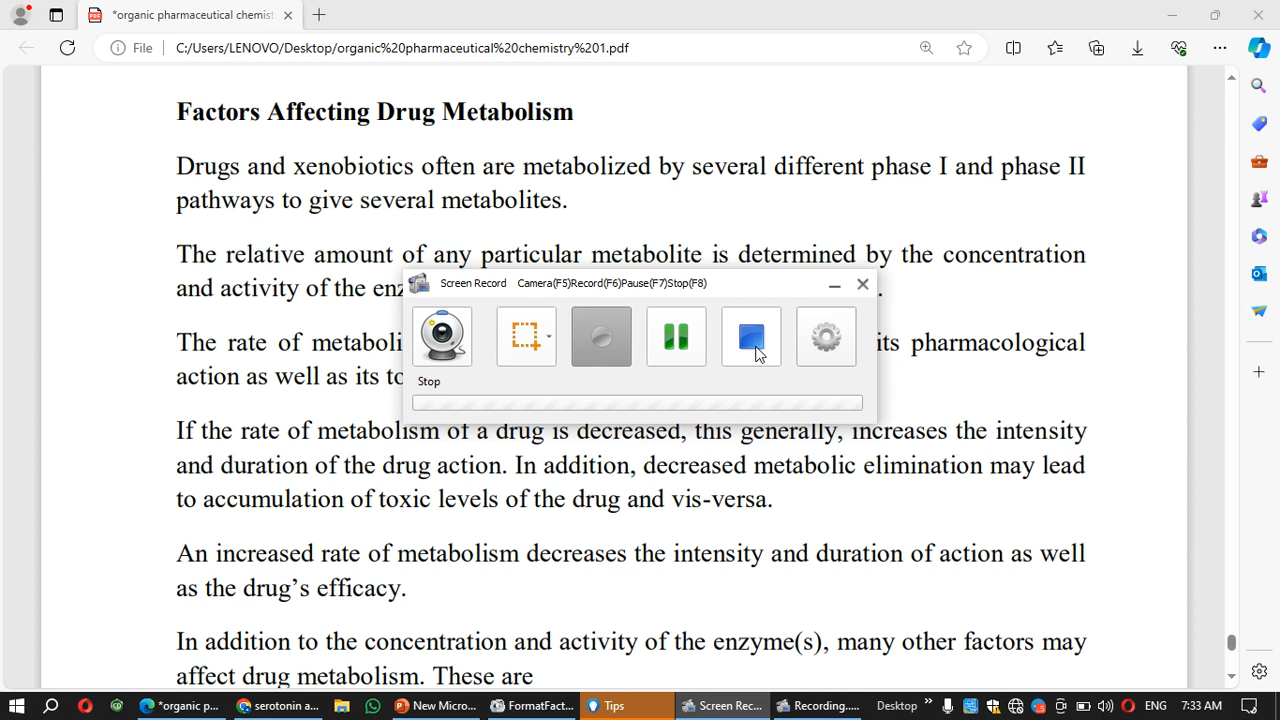 *organic pharmaceutical chemist
File
C:/Users/LENOVO/Desktop/organic%20pharmaceutical%20chemistry%201.pdf
Factors Affecting Drug Metabolism
Drugs and xenobiotics often are metabolized by several different phase I and phase II
pathways to give several metabolites.
The relative amount of any particular metabolite is determined by the concentration
and activity of the enz
The rate of metaboli its pharmacological
action as well as its to
Screen Record Camera(F5)Record(F6)Pause(F7)Stop(F8)
Stop
If the rate of metabolism of a drug is decreased, this generally, increases the intensity
and duration of the drug action. In addition, decreased metabolic elimination may lead
to accumulation of toxic levels of the drug and vis-versa.
An increased rate of metabolism decreases the intensity and duration of action as well
as the drug's efficacy.
In addition to the concentration and activity of the enzyme(s), many other factors may
affect drug metabolism. These are
*organic p...
serotonin a...
New Micro...
FormatFact...
Tips
Screen Rec...
Recording....
Desktop
ENG
7:33 AM